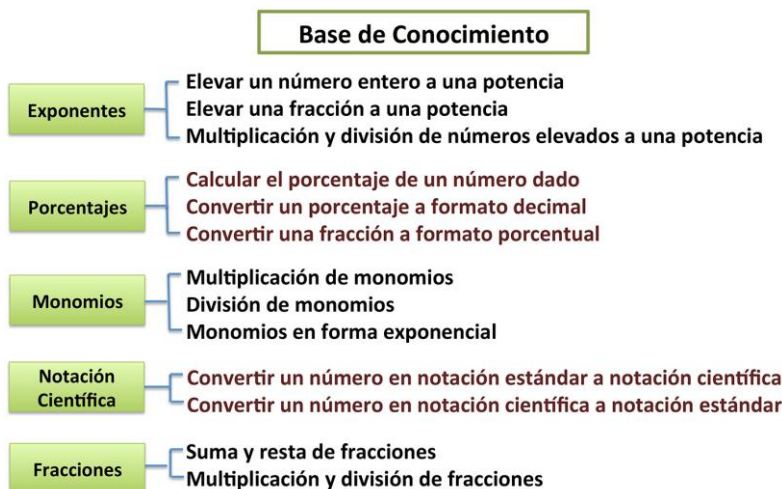 Base de Conocimiento
Exponentes
Elevar un número entero a una potencia
Elevar una fracción a una potencia
Multiplicación y división de números elevados a una potencia
Porcentajes
Calcular el porcentaje de un número dado
Convertir un porcentaje a formato decimal
Convertir una fracción a formato porcentual
Monomios
Multiplicación de monomios
División de monomios
Monomios en forma exponencial
Notación
Científica
Convertir un número en notación estándar a notación científica
Convertir un número en notación científica a notación estándar
Fracciones
Suma y resta de fracciones
Multiplicación y división de fracciones